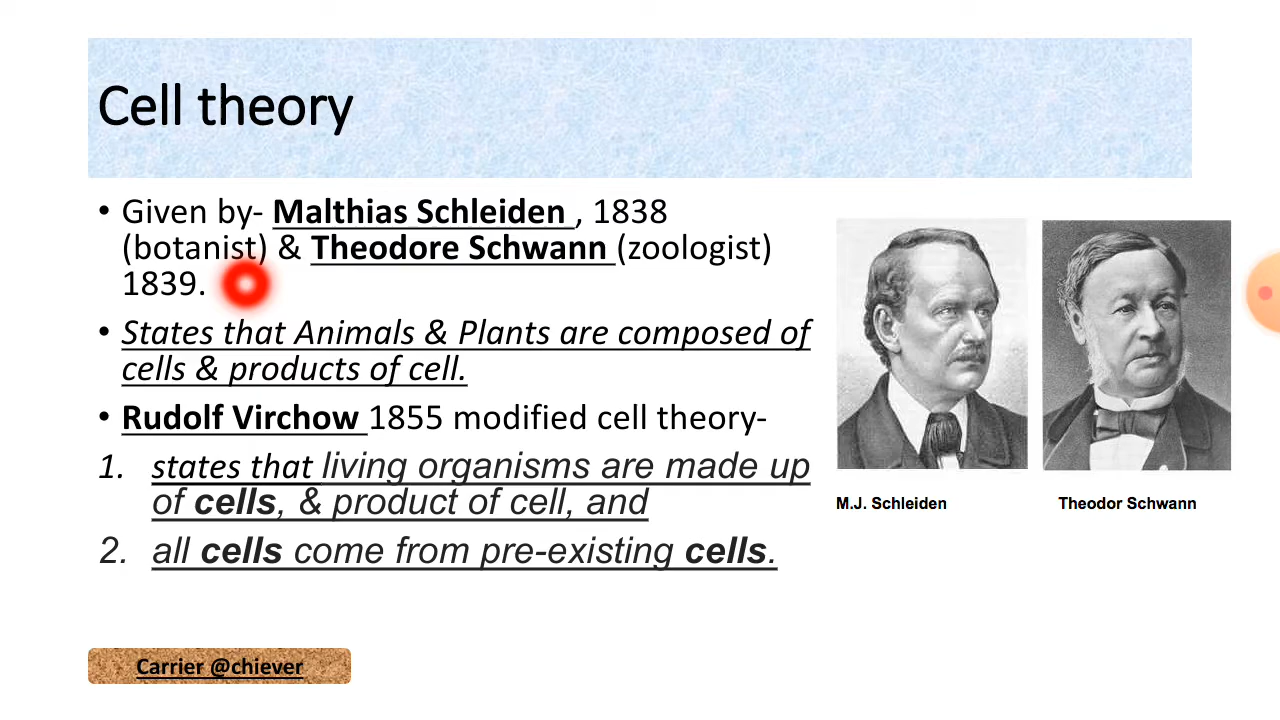 Cell theory
• Given by- Malthias Schleiden , 1838
(botanist) & Theodore Schwann (zoologist)
1839.
• States that Animals & Plants are composed of
cells & products of cell.
• Rudolf Virchow 1855 modified cell theory-
1. states that living organisms are made up
of cells, & product of cell, and
2. all cells come from pre-existing cells.
M.J. Schleiden
Theodor Schwann
Carrier @chiever